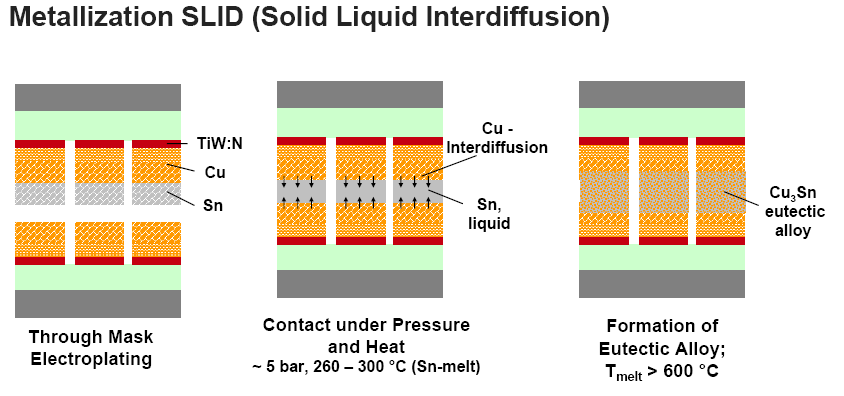 Metallization SLID (Solid Liquid Interdiffusion)
TiW:N
Cu
Sn
Through Mask
Electroplating
Cu -
Interdiffusion
Sn,
liquid
Contact under Pressure
and Heat
~ 5 bar, 260 – 300 °C (Sn-melt)
Cu3Sn
eutectic
alloy
Formation of
Eutectic Alloy;
Tmelt > 600 °C